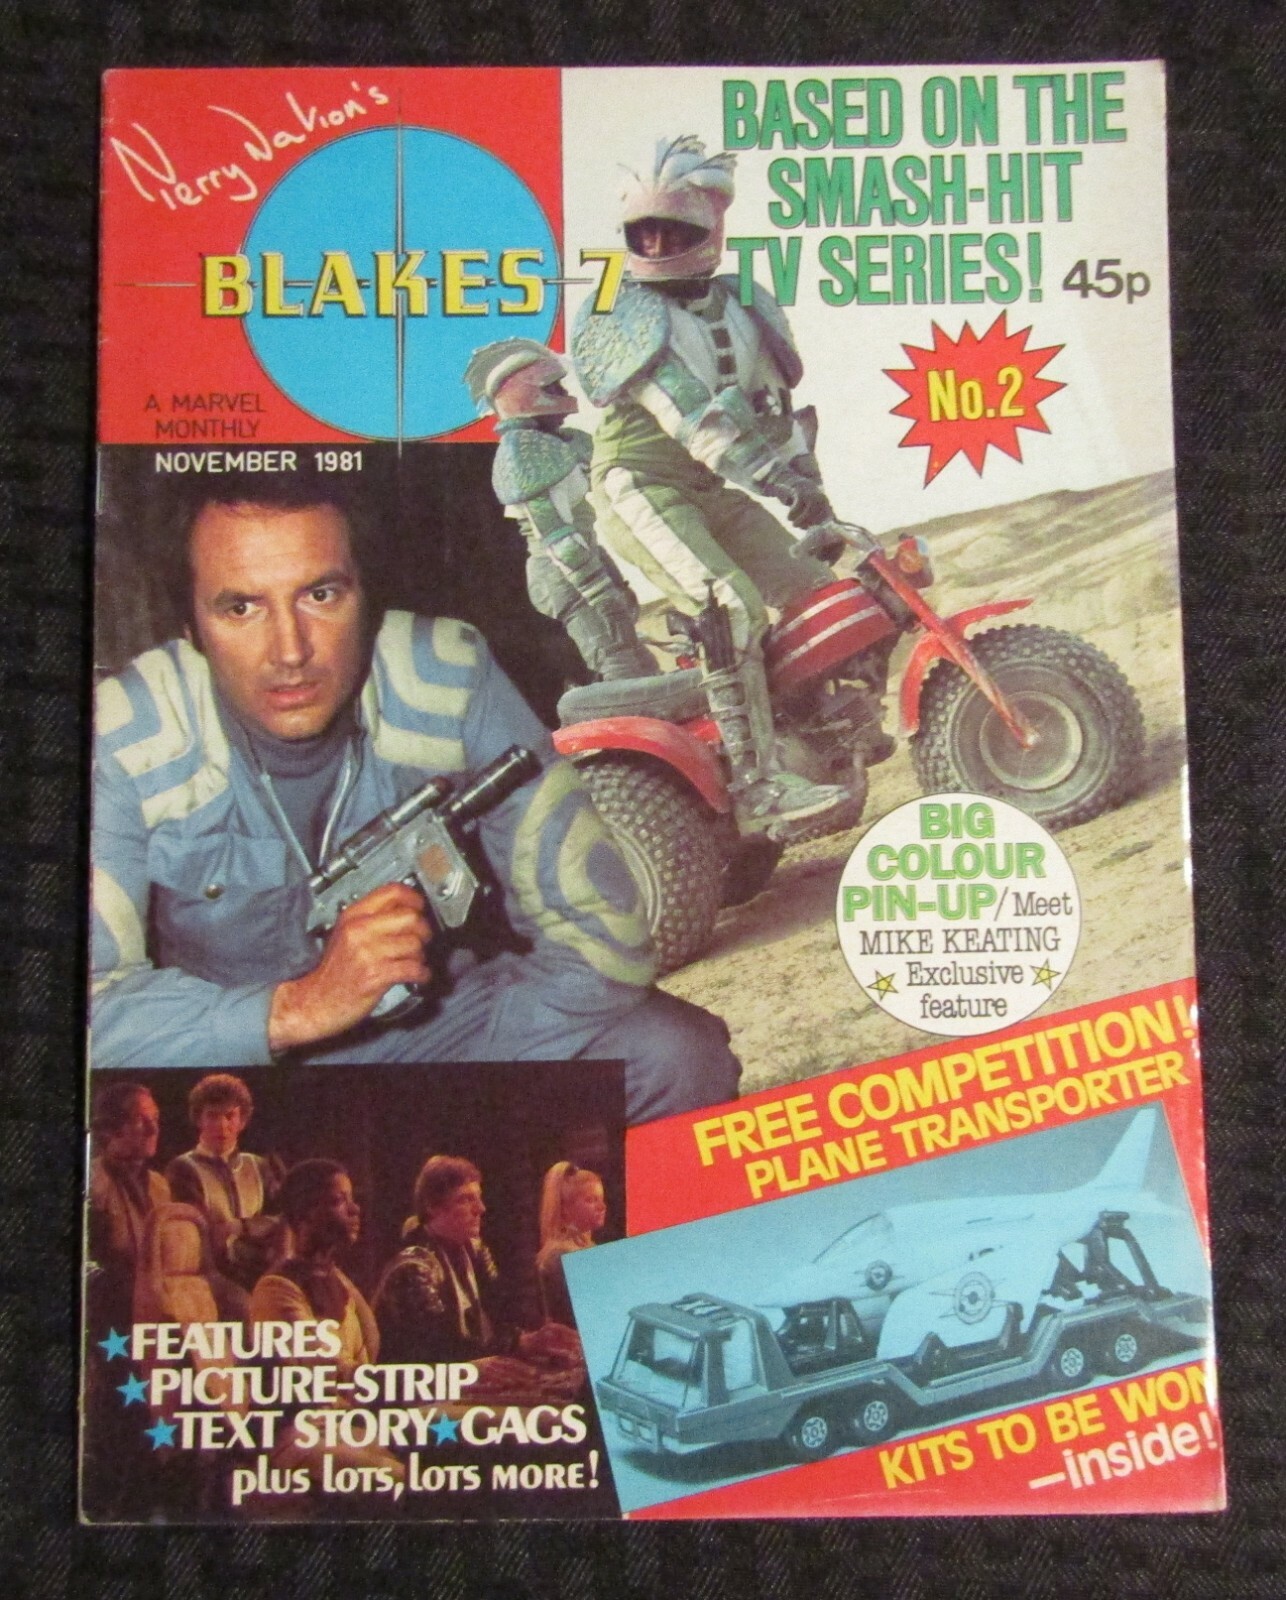 Terry Nation's
BLAKES 7
A MARVEL
MONTHLY
NOVEMBER 1981
BASED ON THE
SMASH-HIT
TV SERIES! 45p
No.2
BIG
COLOUR
PIN-UP/Meet
MIKE KEATING
Exclusive
feature
FREE COMPETITION!
PLANE TRANSPORTER
KITS TO BE WON
—inside!
★FEATURES
★PICTURE-STRIP
★TEXT STORY★GAGS
plus LOTS, LOTS MORE!